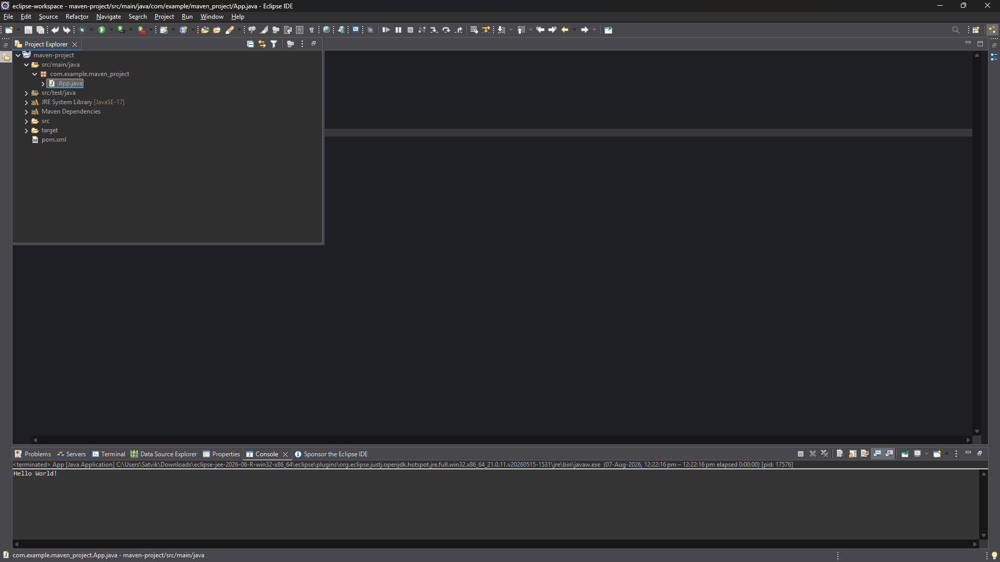 eclipse-workspace - maven-project/src/main/java/com/example/maven_project/App.java - Eclipse IDE
File Edit Source Refactor Navigate Search Project Run Window Help
Project Explorer
maven-project
src/main/java
com.example.maven_project
App.java
src/test/java
JRE System Library [JavaSE-17]
Maven Dependencies
src
target
pom.xml
Problems Servers Terminal Data Source Explorer Properties Console Sponsor the Eclipse IDE
<terminated> App [Java Application] C:\Users\Satvik\Downloads\eclipse-jee-2026-06-R-win32-x86_64\eclipse\plugins\org.eclipse.justj.openjdk.hotspot.jre.full.win32.x86_64_21.0.11.v20260515-1531\jre\bin\javaw.exe (07-Aug-2026, 12:22:16 pm – 12:22:16 pm elapsed 0:00:00) [pid: 17576]
Hello World!
com.example.maven_project.App.java - maven-project/src/main/java